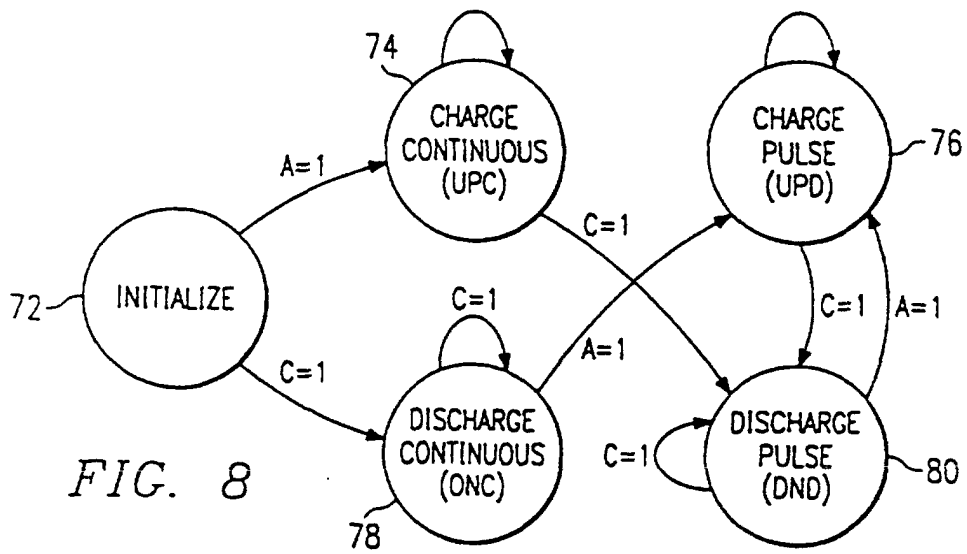 74
CHARGE
CONTINUOUS
(UPC)
CHARGE
PULSE
(UPD)
76
A=1
C=1
72
INITIALIZE
C=1
C=1
A=1
C=1
A=1
DISCHARGE
CONTINUOUS
(ONC)
78
C=1
DISCHARGE
PULSE
(DND)
80
FIG. 8